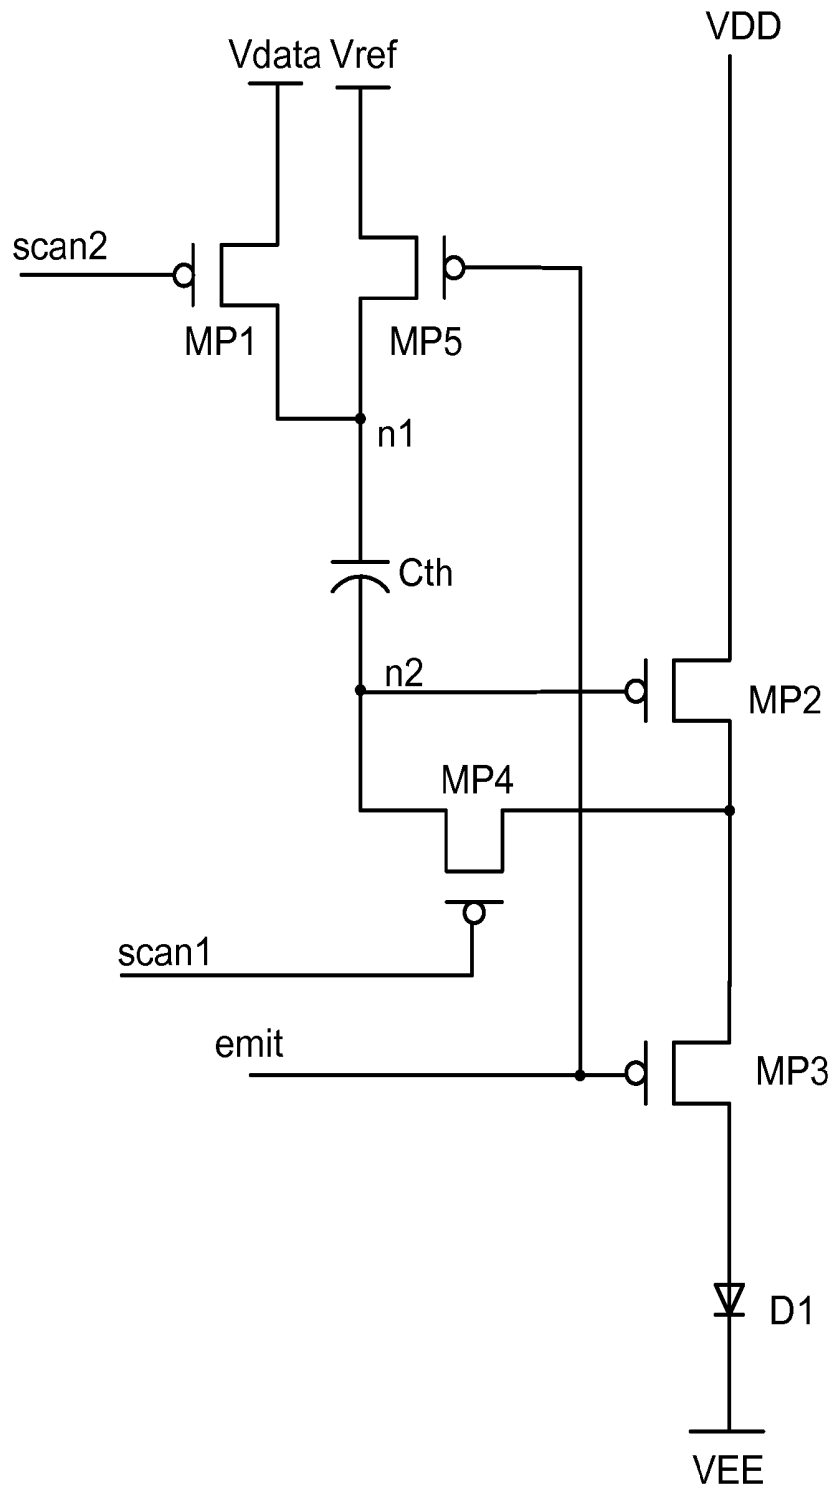 VDD
Vdata Vref
scan2
MP1
MP5
n1
Cth
n2
MP2
MP4
scan1
emit
MP3
D1
VEE